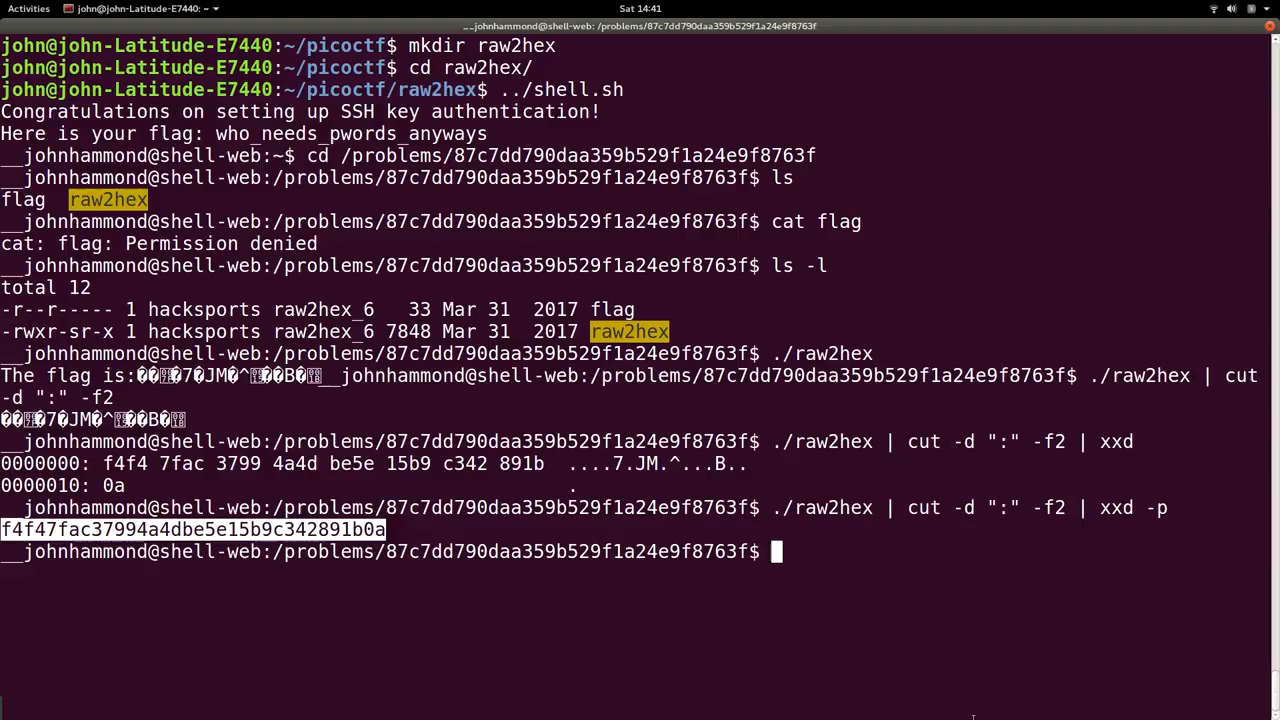 Activities john@john-Latitude-E7440: ~ Sat 14:41
__johnhammond@shell-web: /problems/87c7dd790daa359b529f1a24e9f8763f
john@john-Latitude-E7440:~/picoctf$ mkdir raw2hex
john@john-Latitude-E7440:~/picoctf$ cd raw2hex/
john@john-Latitude-E7440:~/picoctf/raw2hex$ ../shell.sh
Congratulations on setting up SSH key authentication!
Here is your flag: who_needs_pwords_anyways
__johnhammond@shell-web:~$ cd /problems/87c7dd790daa359b529f1a24e9f8763f
__johnhammond@shell-web:/problems/87c7dd790daa359b529f1a24e9f8763f$ ls
flag  raw2hex
__johnhammond@shell-web:/problems/87c7dd790daa359b529f1a24e9f8763f$ cat flag
cat: flag: Permission denied
__johnhammond@shell-web:/problems/87c7dd790daa359b529f1a24e9f8763f$ ls -l
total 12
-r--r----- 1 hacksports raw2hex_6   33 Mar 31  2017 flag
-rwxr-sr-x 1 hacksports raw2hex_6 7848 Mar 31  2017 raw2hex
__johnhammond@shell-web:/problems/87c7dd790daa359b529f1a24e9f8763f$ ./raw2hex
The flag is:��7�JM�^��B�__johnhammond@shell-web:/problems/87c7dd790daa359b529f1a24e9f8763f$ ./raw2hex | cut
-d ":" -f2
��7�JM�^��B�
__johnhammond@shell-web:/problems/87c7dd790daa359b529f1a24e9f8763f$ ./raw2hex | cut -d ":" -f2 | xxd
0000000: f4f4 7fac 3799 4a4d be5e 15b9 c342 891b  ....7.JM.^...B..
0000010: 0a                                       .
__johnhammond@shell-web:/problems/87c7dd790daa359b529f1a24e9f8763f$ ./raw2hex | cut -d ":" -f2 | xxd -p
f4f47fac37994a4dbe5e15b9c342891b0a
__johnhammond@shell-web:/problems/87c7dd790daa359b529f1a24e9f8763f$